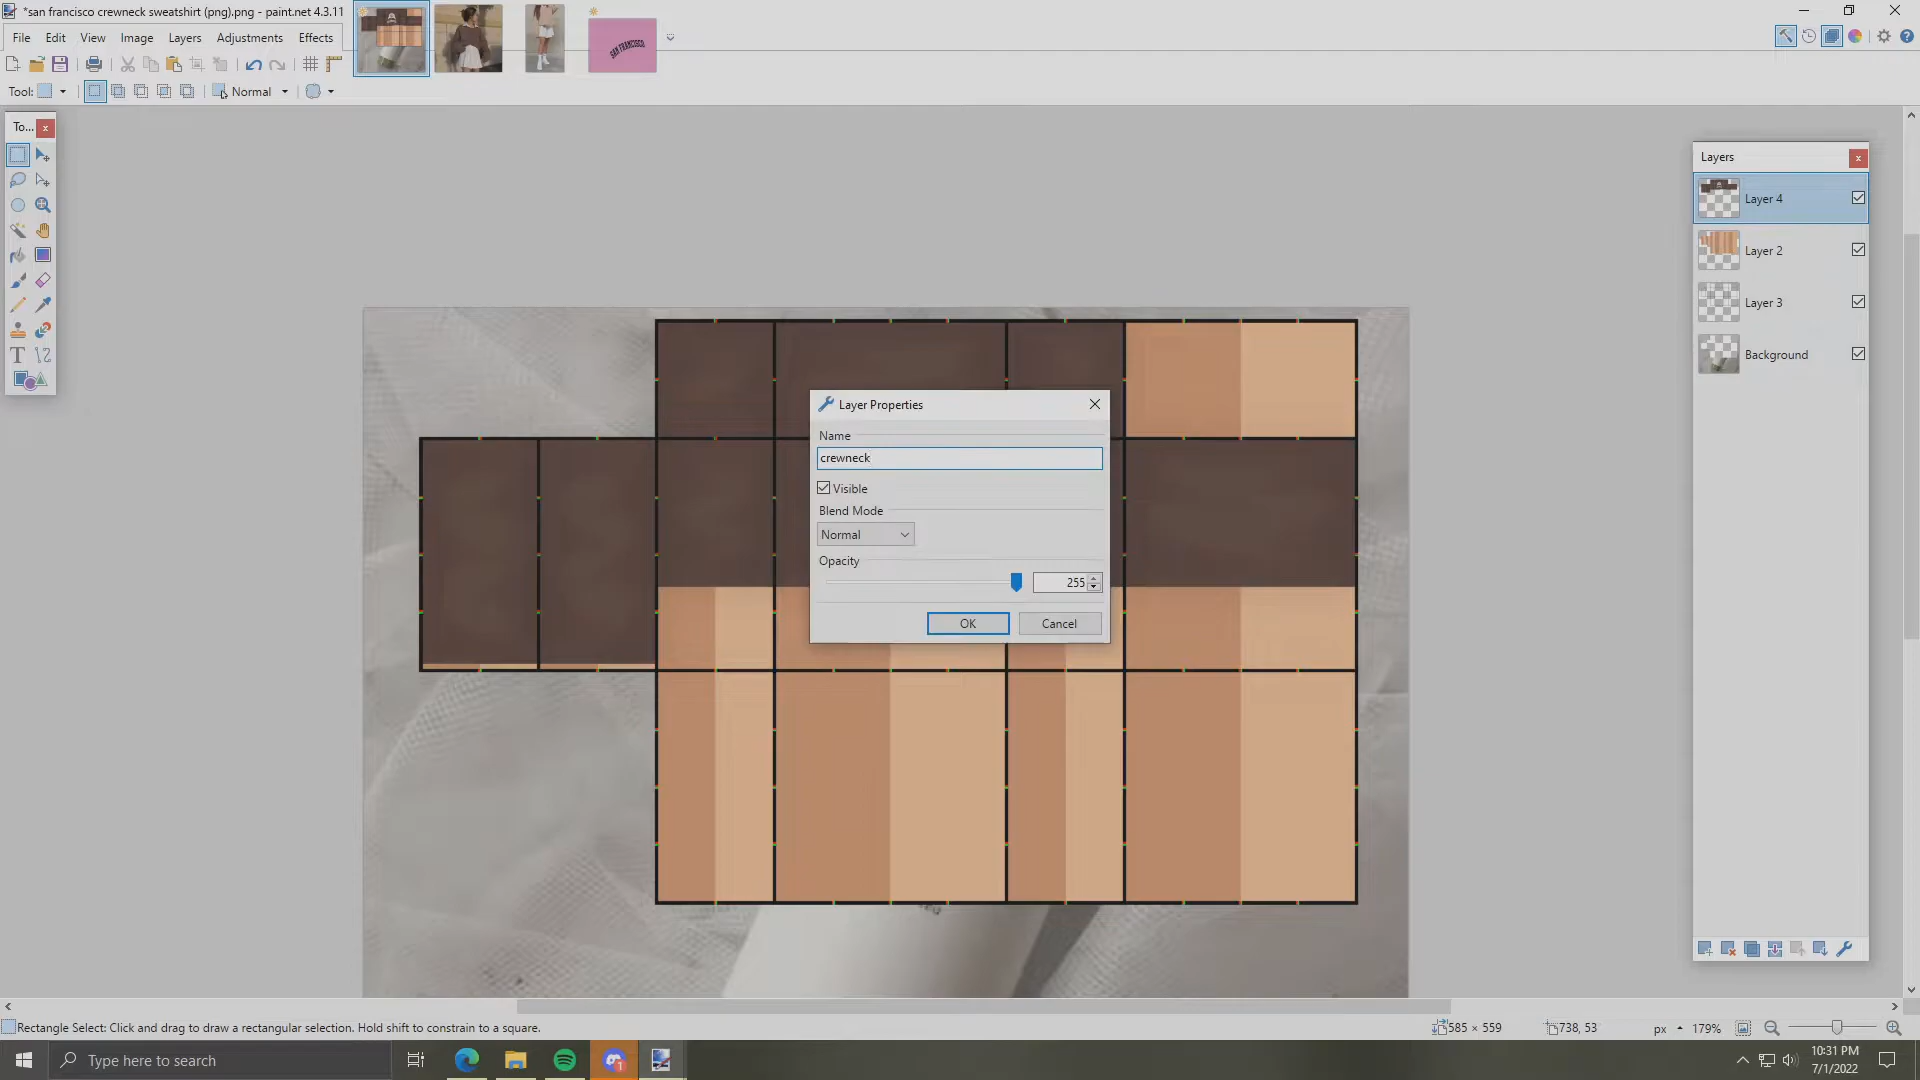 *san francisco crewneck sweatshirt (png).png - paint.net 4.3.11
File Edit View Image Layers Adjustments Effects
SAN FRANCISCO
Tool: Normal
To...
Layers
Layer 4
Layer 2
Layer 3
Background
Layer Properties
Name
crewneck
Visible
Blend Mode
Normal
Opacity
255
OK Cancel
Rectangle Select: Click and drag to draw a rectangular selection. Hold shift to constrain to a square.
585 × 559 738, 53 px 179%
Type here to search
1
10:31 PM
7/1/2022